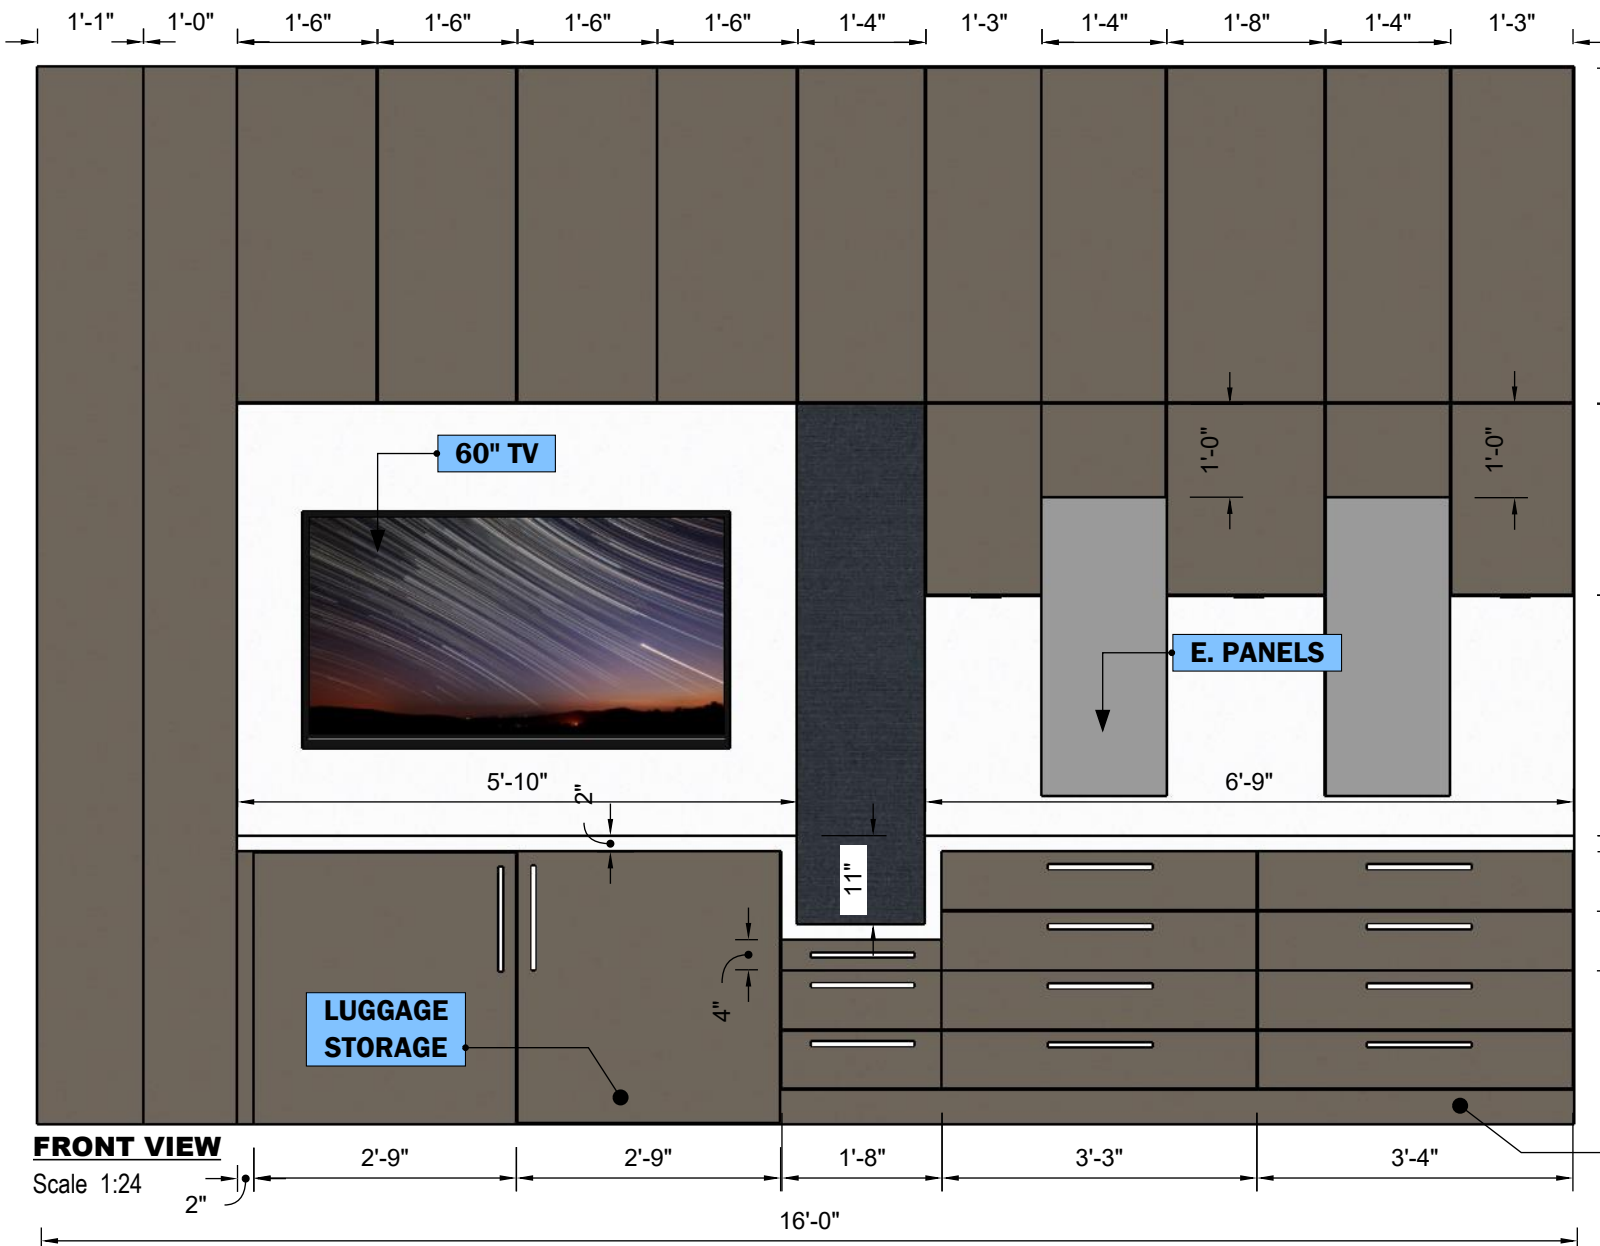 1'-1" 1'-0" 1'-6" 1'-6" 1'-6" 1'-6" 1'-4" 1'-3" 1'-4" 1'-8" 1'-4" 1'-3"
60" TV
1'-0" 1'-0"
E. PANELS
5'-10" 6'-9"
2"
11"
4"
LUGGAGE
STORAGE
FRONT VIEW
Scale 1:24
2" 2'-9" 2'-9" 1'-8" 3'-3" 3'-4"
16'-0"